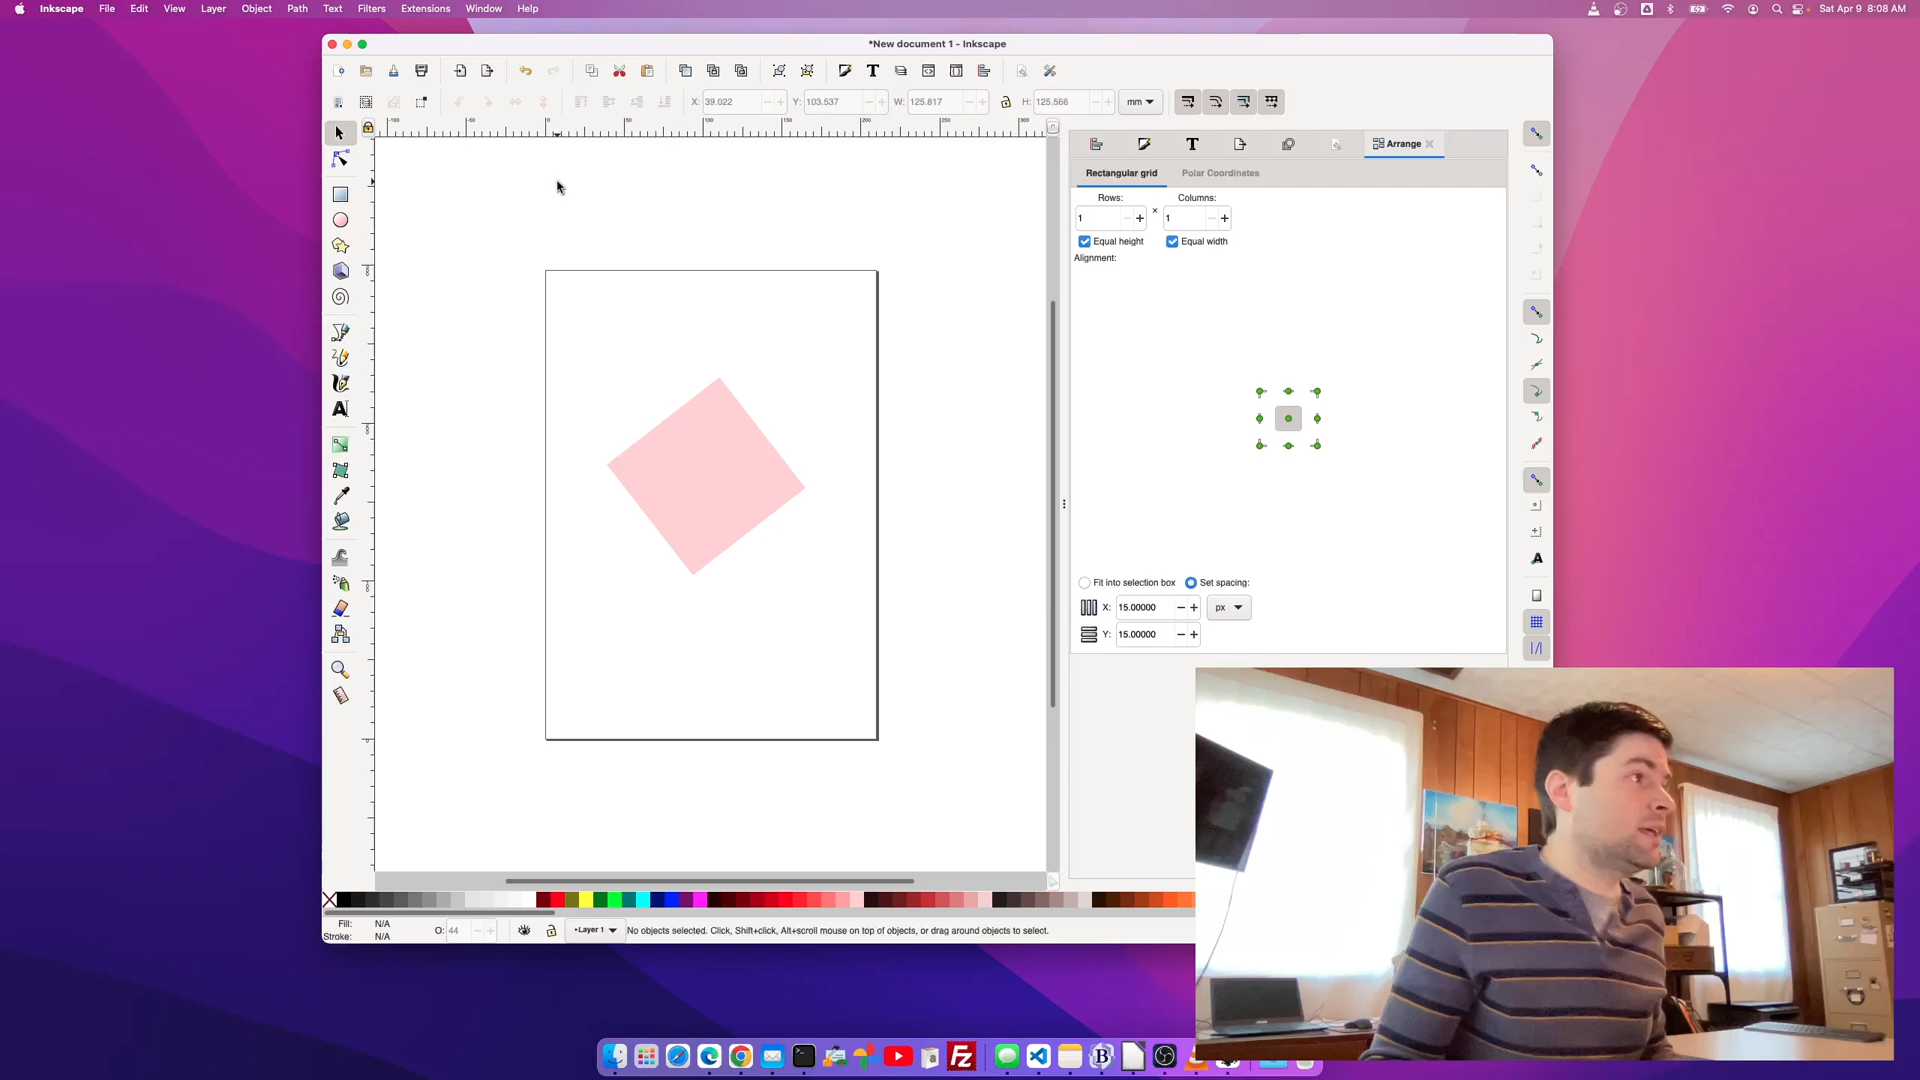 Inkscape File Edit View Layer Object Path Text Filters Extensions Window Help
Sat Apr 9 8:08 AM
*New document 1 - Inkscape
X: 39.022 Y: 103.537 W: 125.817 H: 125.566 mm
Arrange
Rectangular grid Polar Coordinates
Rows: Columns:
1 × 1
Equal height Equal width
Alignment:
Fit into selection box Set spacing:
X: 15.00000 px
Y: 15.00000
Fill: N/A
Stroke: N/A
O: 44
•Layer 1
No objects selected. Click, Shift+click, Alt+scroll mouse on top of objects, or drag around objects to select.